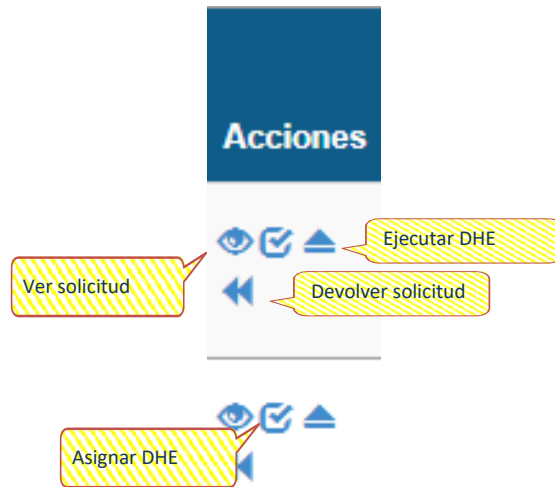 Acciones
Ejecutar DHE
Ver solicitud
Devolver solicitud
Asignar DHE